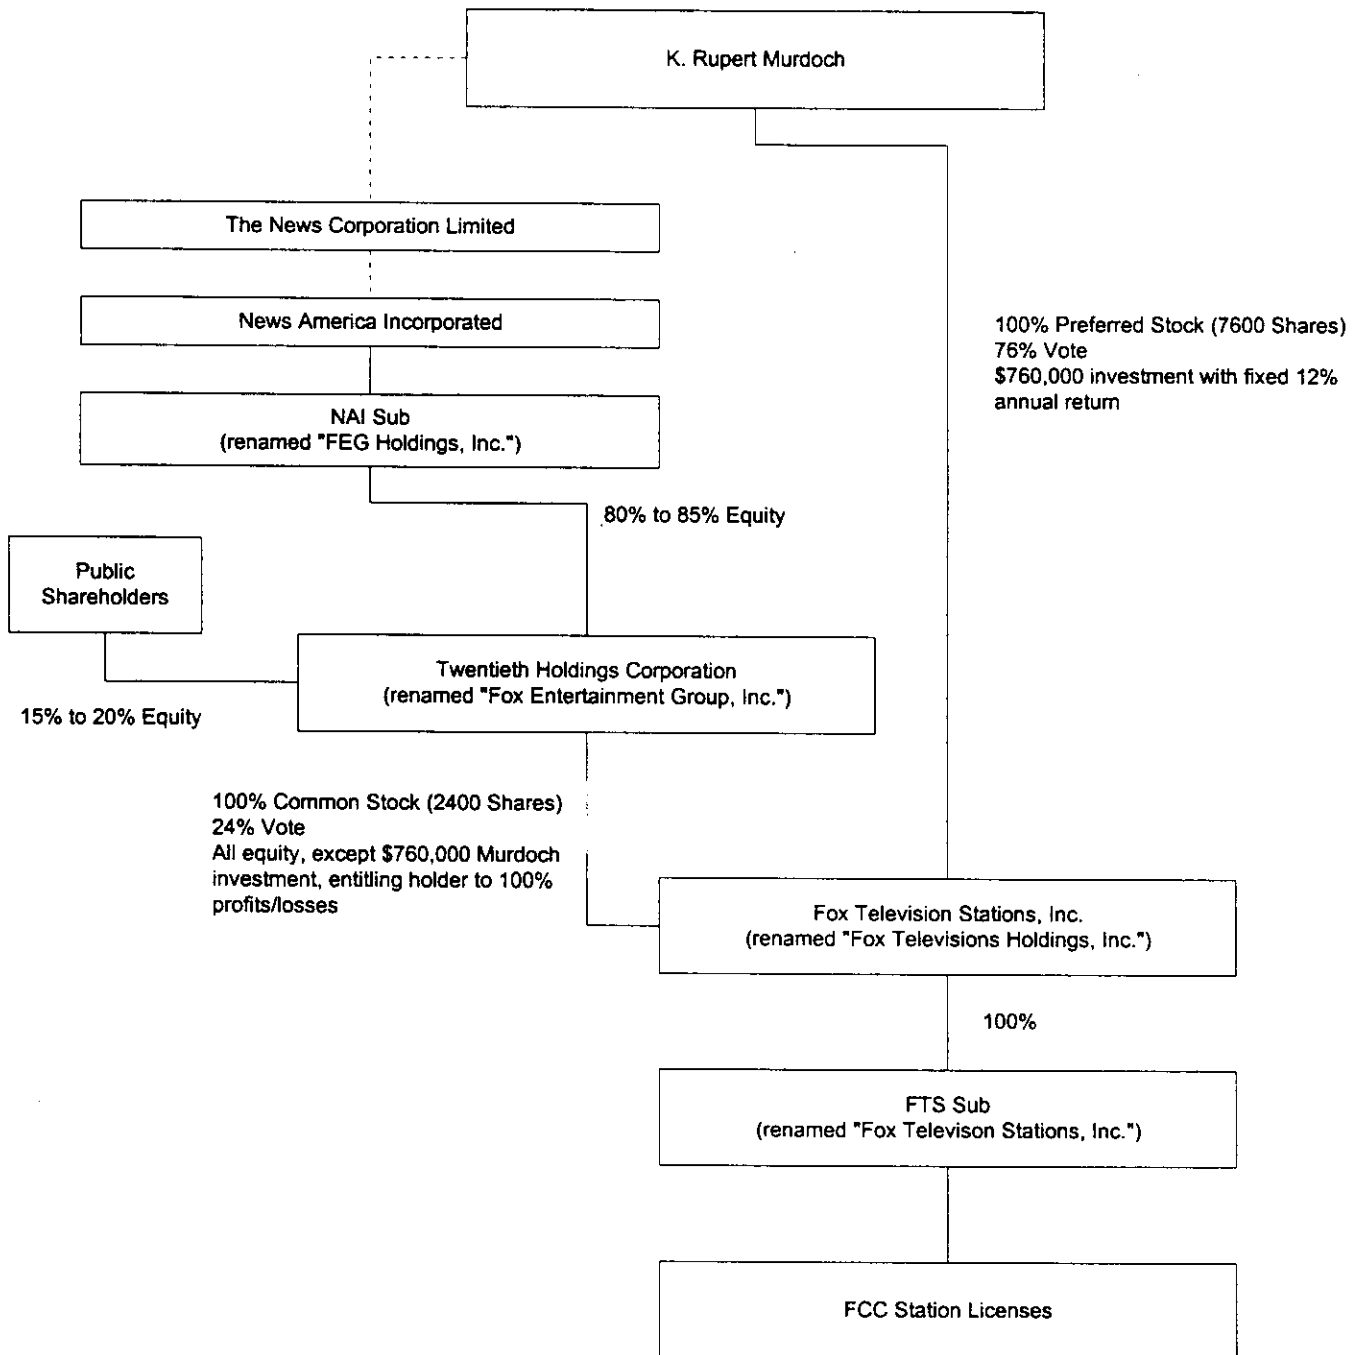 K. Rupert Murdoch
The News Corporation Limited
News America Incorporated
100% Preferred Stock (7600 Shares)
76% Vote
$760,000 investment with fixed 12%
annual return
NAI Sub
(renamed "FEG Holdings, Inc.")
80% to 85% Equity
Public
Shareholders
Twentieth Holdings Corporation
(renamed "Fox Entertainment Group, Inc.")
15% to 20% Equity
100% Common Stock (2400 Shares)
24% Vote
All equity, except $760,000 Murdoch
investment, entitling holder to 100%
profits/losses
Fox Television Stations, Inc.
(renamed "Fox Televisions Holdings, Inc.")
100%
FTS Sub
(renamed "Fox Televison Stations, Inc.")
FCC Station Licenses